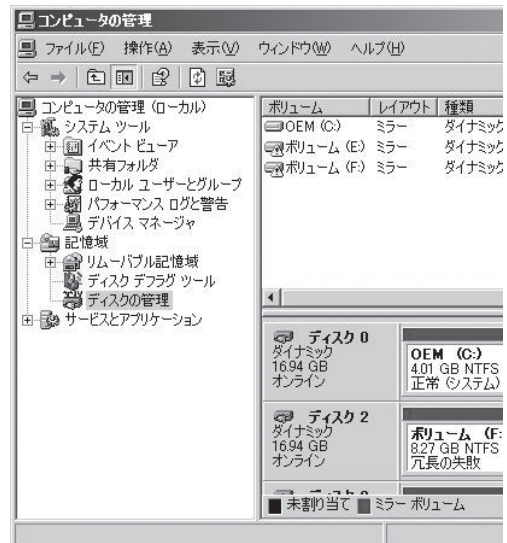 コンピュータの管理
ファイル(F) 操作(A) 表示(V) ウィンドウ(W) ヘルプ(H)
コンピュータの管理 (ローカル)
システム ツール
イベント ビューア
共有フォルダ
ローカル ユーザーとグループ
パフォーマンス ログと警告
デバイス マネージャ
記憶域
リムーバブル記憶域
ディスク デフラグ ツール
ディスクの管理
サービスとアプリケーション
ボリューム レイアウト 種類
OEM (C:) ミラー ダイナミック
ボリューム (E:) ミラー ダイナミック
ボリューム (F:) ミラー ダイナミック
ディスク 0
ダイナミック
16.94 GB
オンライン
OEM (C:)
4.01 GB NTFS
正常 (システム)
ディスク 2
ダイナミック
16.94 GB
オンライン
ボリューム (F:
8.27 GB NTFS
冗長の失敗
未割り当て ミラー ボリューム